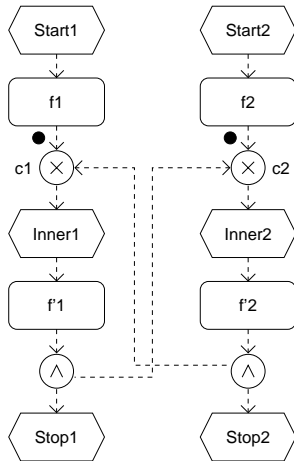 Start1 Start2
f1 f2
c1 × × c2
Inner1 Inner2
f'1 f'2
∧ ∧
Stop1 Stop2